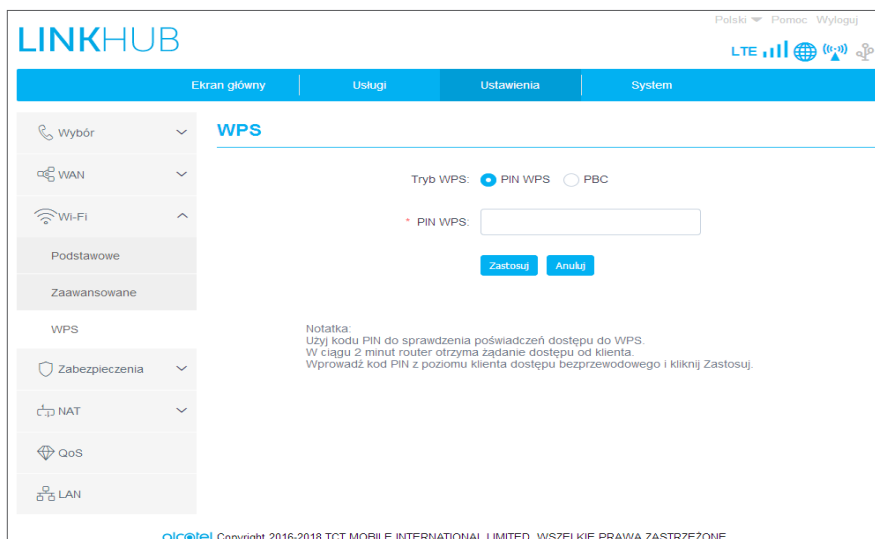 Polski Pomoc Wyloguj
LINKHUB
LTE
Ekran główny Usługi Ustawienia System
Wybór
WAN
Wi-Fi
Podstawowe
Zaawansowane
WPS
Zabezpieczenia
NAT
QoS
LAN
WPS
Tryb WPS: PIN WPS PBC
* PIN WPS:
Zastosuj Anuluj
Notatka:
Użyj kodu PIN do sprawdzenia poświadczeń dostępu do WPS.
W ciągu 2 minut router otrzyma żądanie dostępu od klienta.
Wprowadź kod PIN z poziomu klienta dostępu bezprzewodowego i kliknij Zastosuj.
alcatel Copyright 2016-2018 TCT MOBILE INTERNATIONAL LIMITED. WSZELKIE PRAWA ZASTRZEŻONE